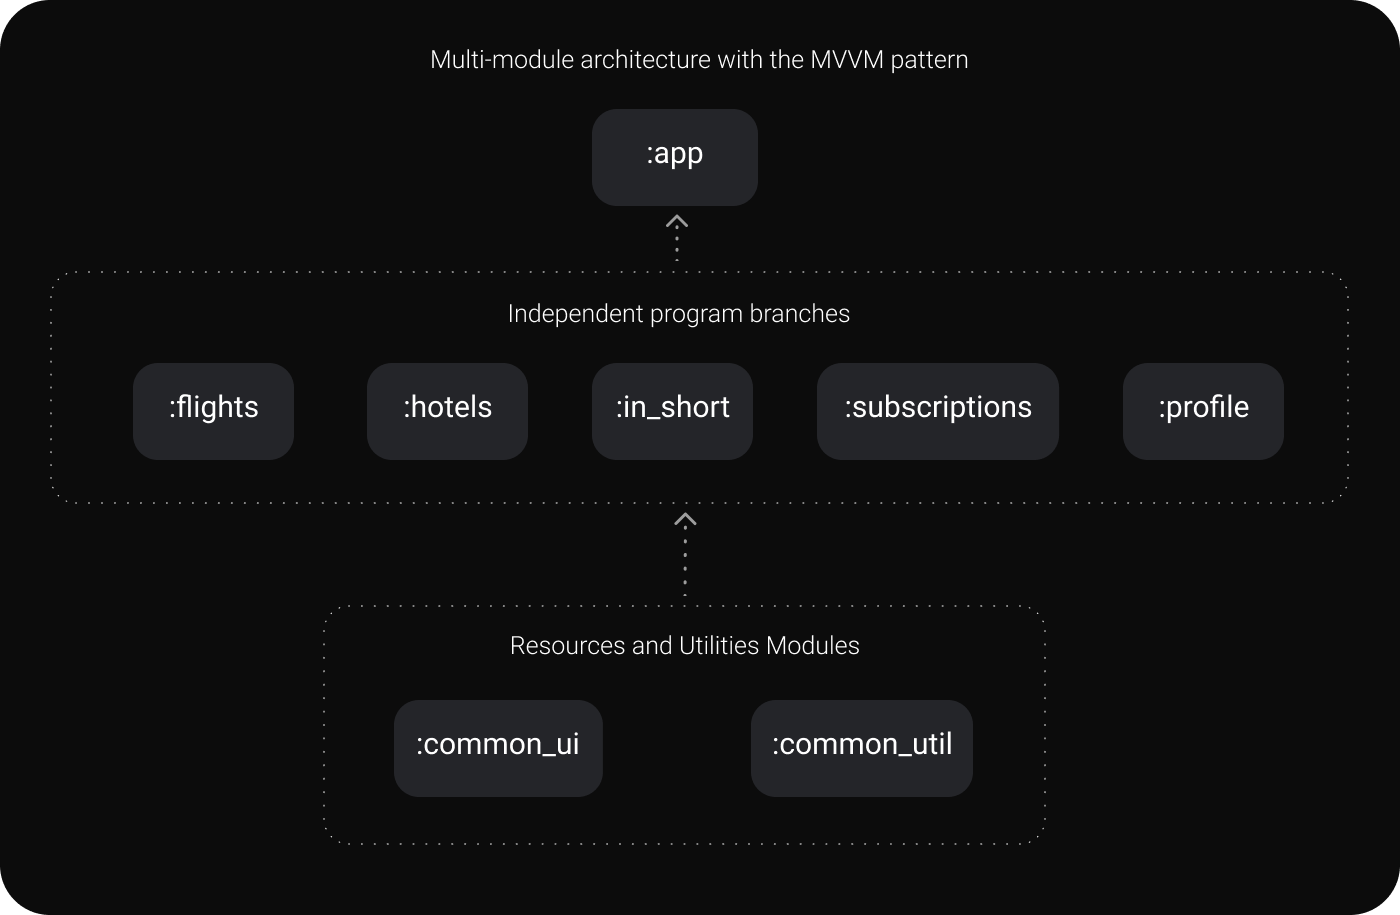 Multi-module architecture with the MVVM pattern
:app
Independent program branches
:flights
:hotels
:in_short
:subscriptions
:profile
Resources and Utilities Modules
:common_ui
:common_util